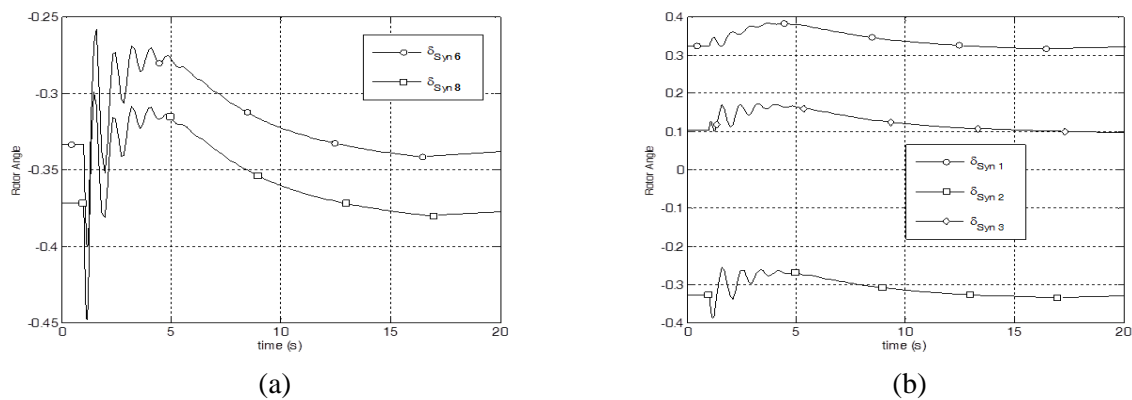 -0.25
-0.3
-0.35
-0.4
-0.45
Rotor Angle
0 5 10 15 20
time (s)
δSyn 6
δSyn 8
(a)
0.4
0.3
0.2
0.1
0
-0.1
-0.2
-0.3
-0.4
Rotor Angle
0 5 10 15 20
time (s)
δSyn 1
δSyn 2
δSyn 3
(b)